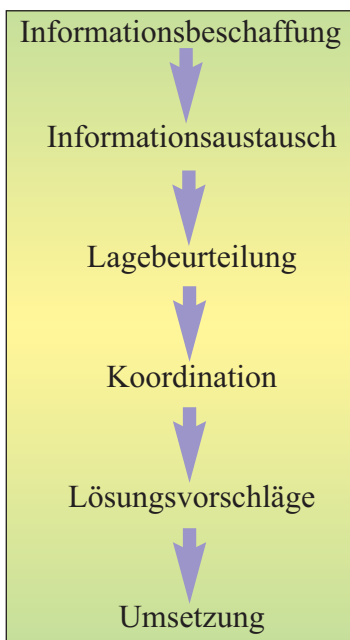 Informationsbeschaffung
Informationsaustausch
Lagebeurteilung
Koordination
Lösungsvorschläge
Umsetzung